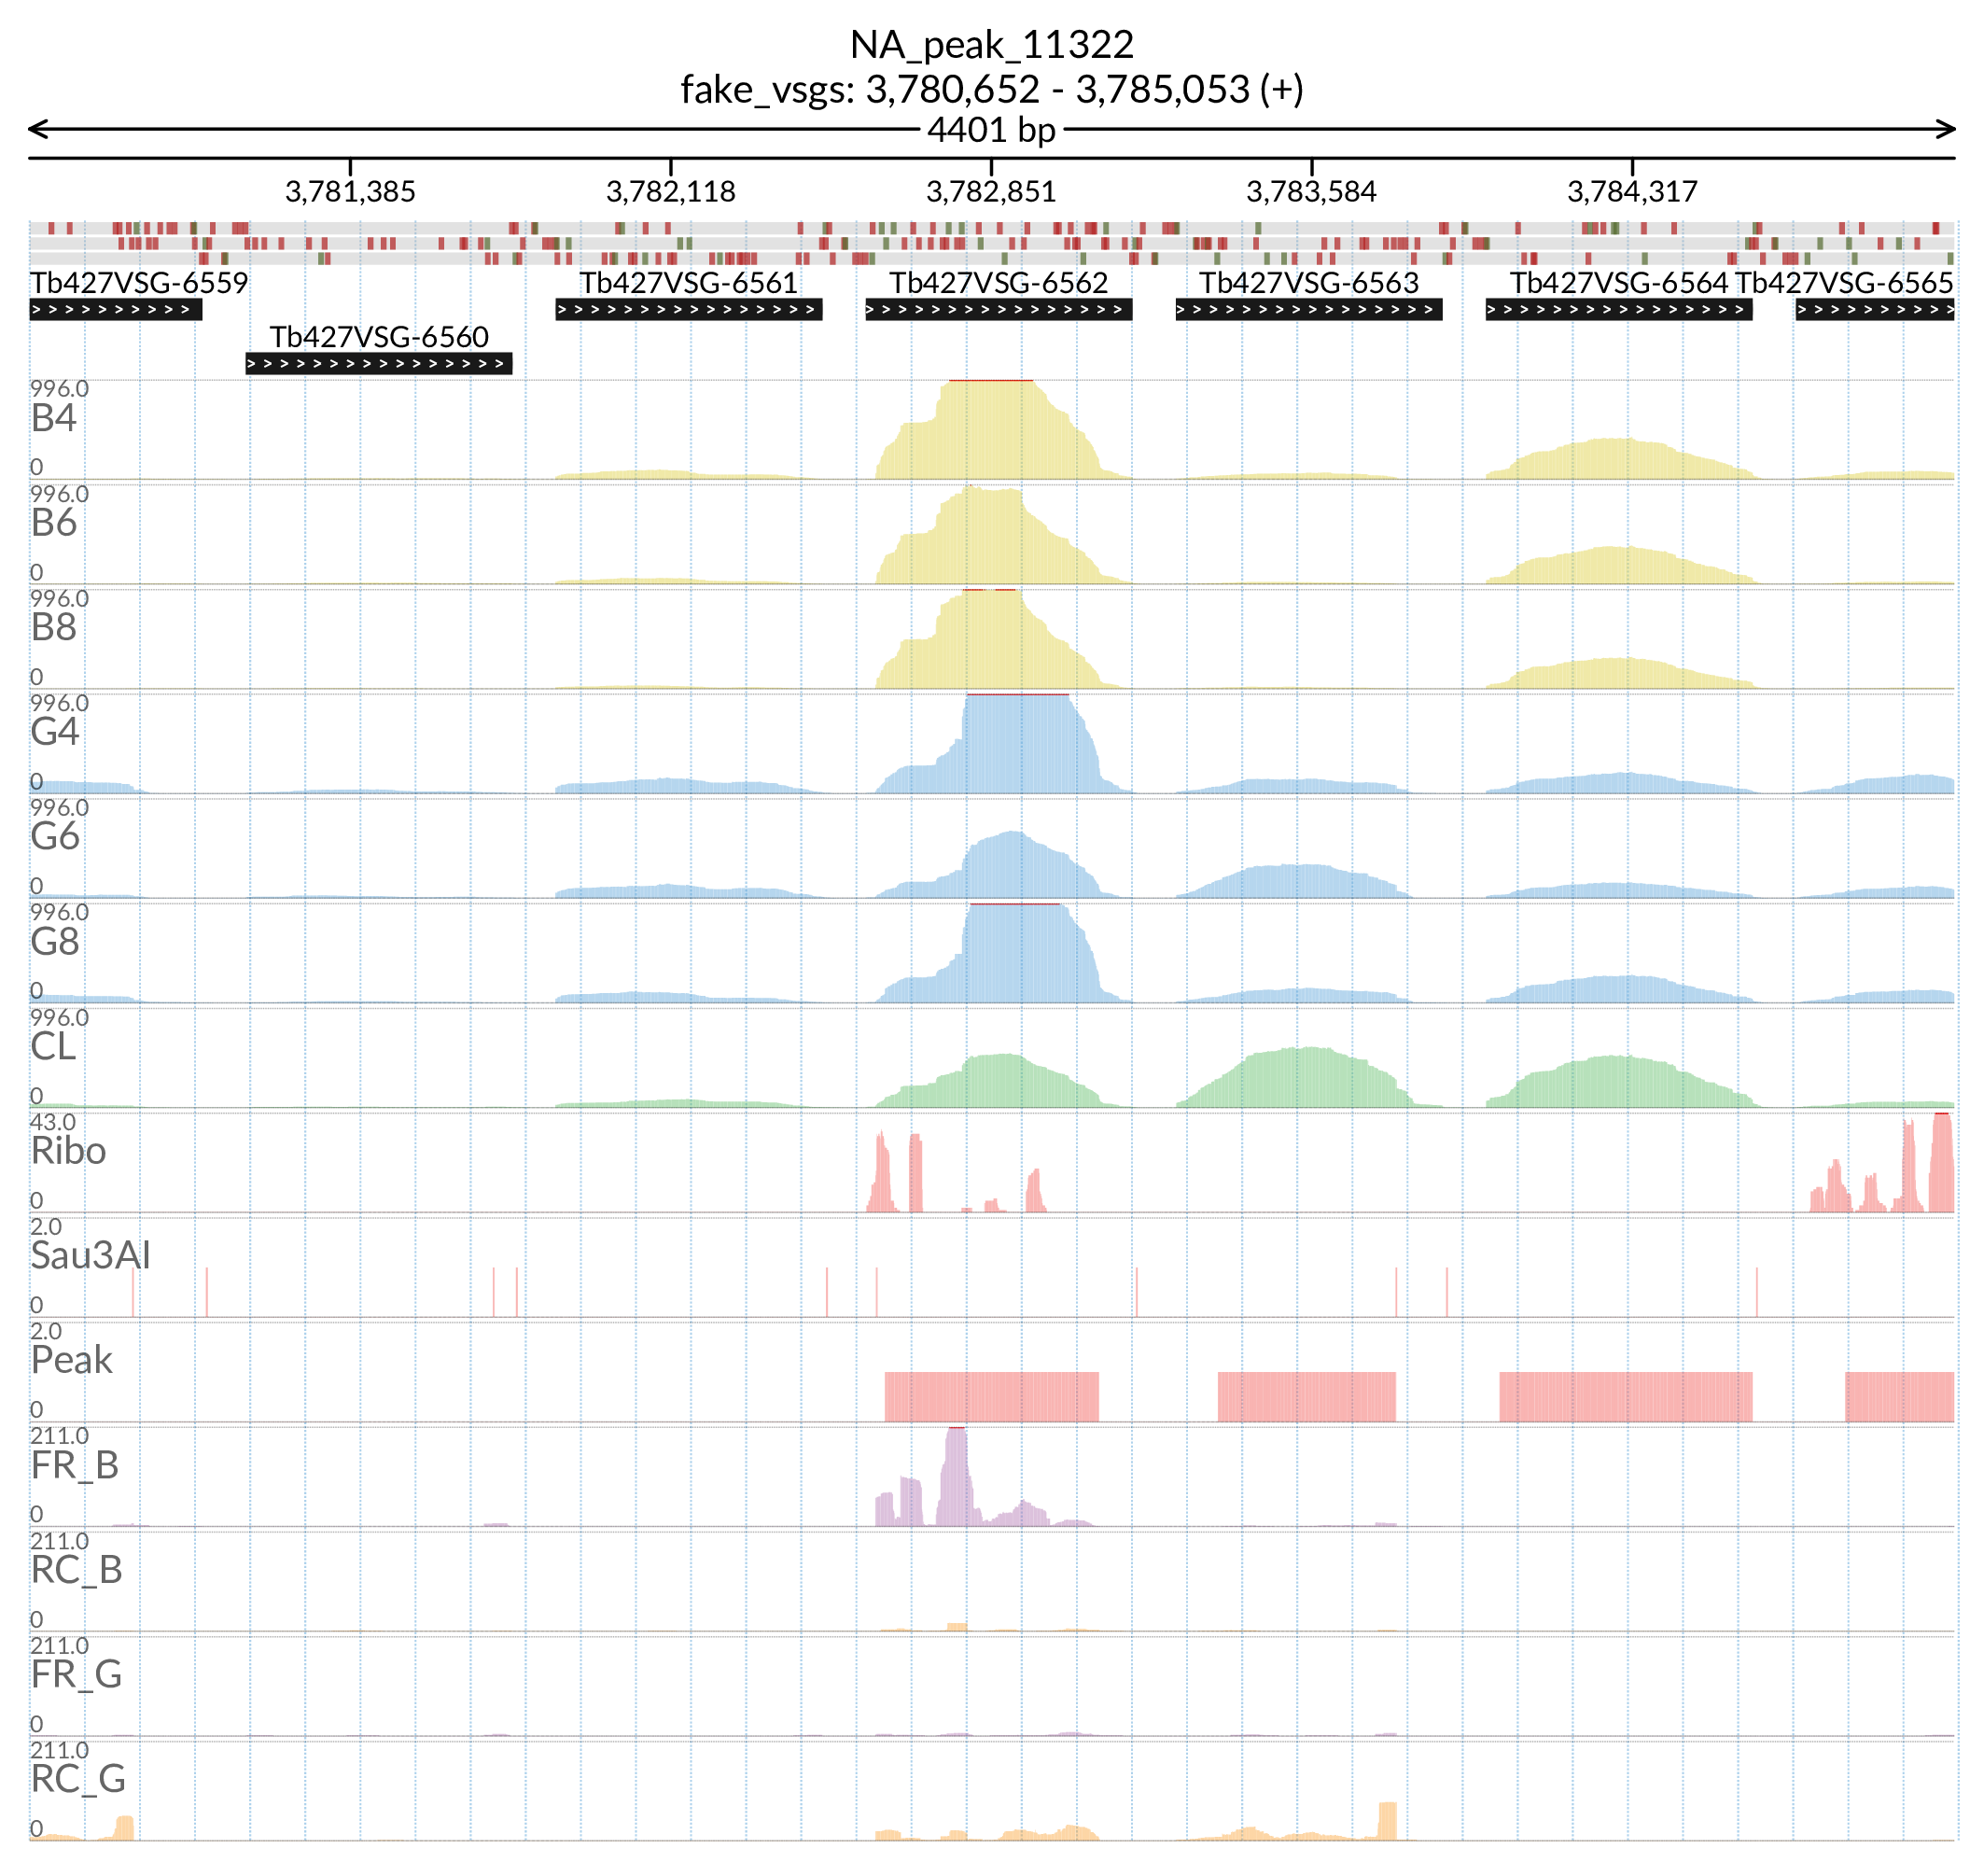 NA_peak_11322
fake_vsgs: 3,780,652 - 3,785,053 (+)
4401 bp
3,781,385 3,782,118 3,782,851 3,783,584 3,784,317
Tb427VSG-6559 Tb427VSG-6561 Tb427VSG-6562 Tb427VSG-6563 Tb427VSG-6564 Tb427VSG-6565
Tb427VSG-6560
996.0
B4
0
996.0
B6
0
996.0
B8
0
996.0
G4
0
996.0
G6
0
996.0
G8
0
996.0
CL
0
43.0
Ribo
0
2.0
Sau3AI
0
2.0
Peak
0
211.0
FR_B
0
211.0
RC_B
0
211.0
FR_G
0
211.0
RC_G
0